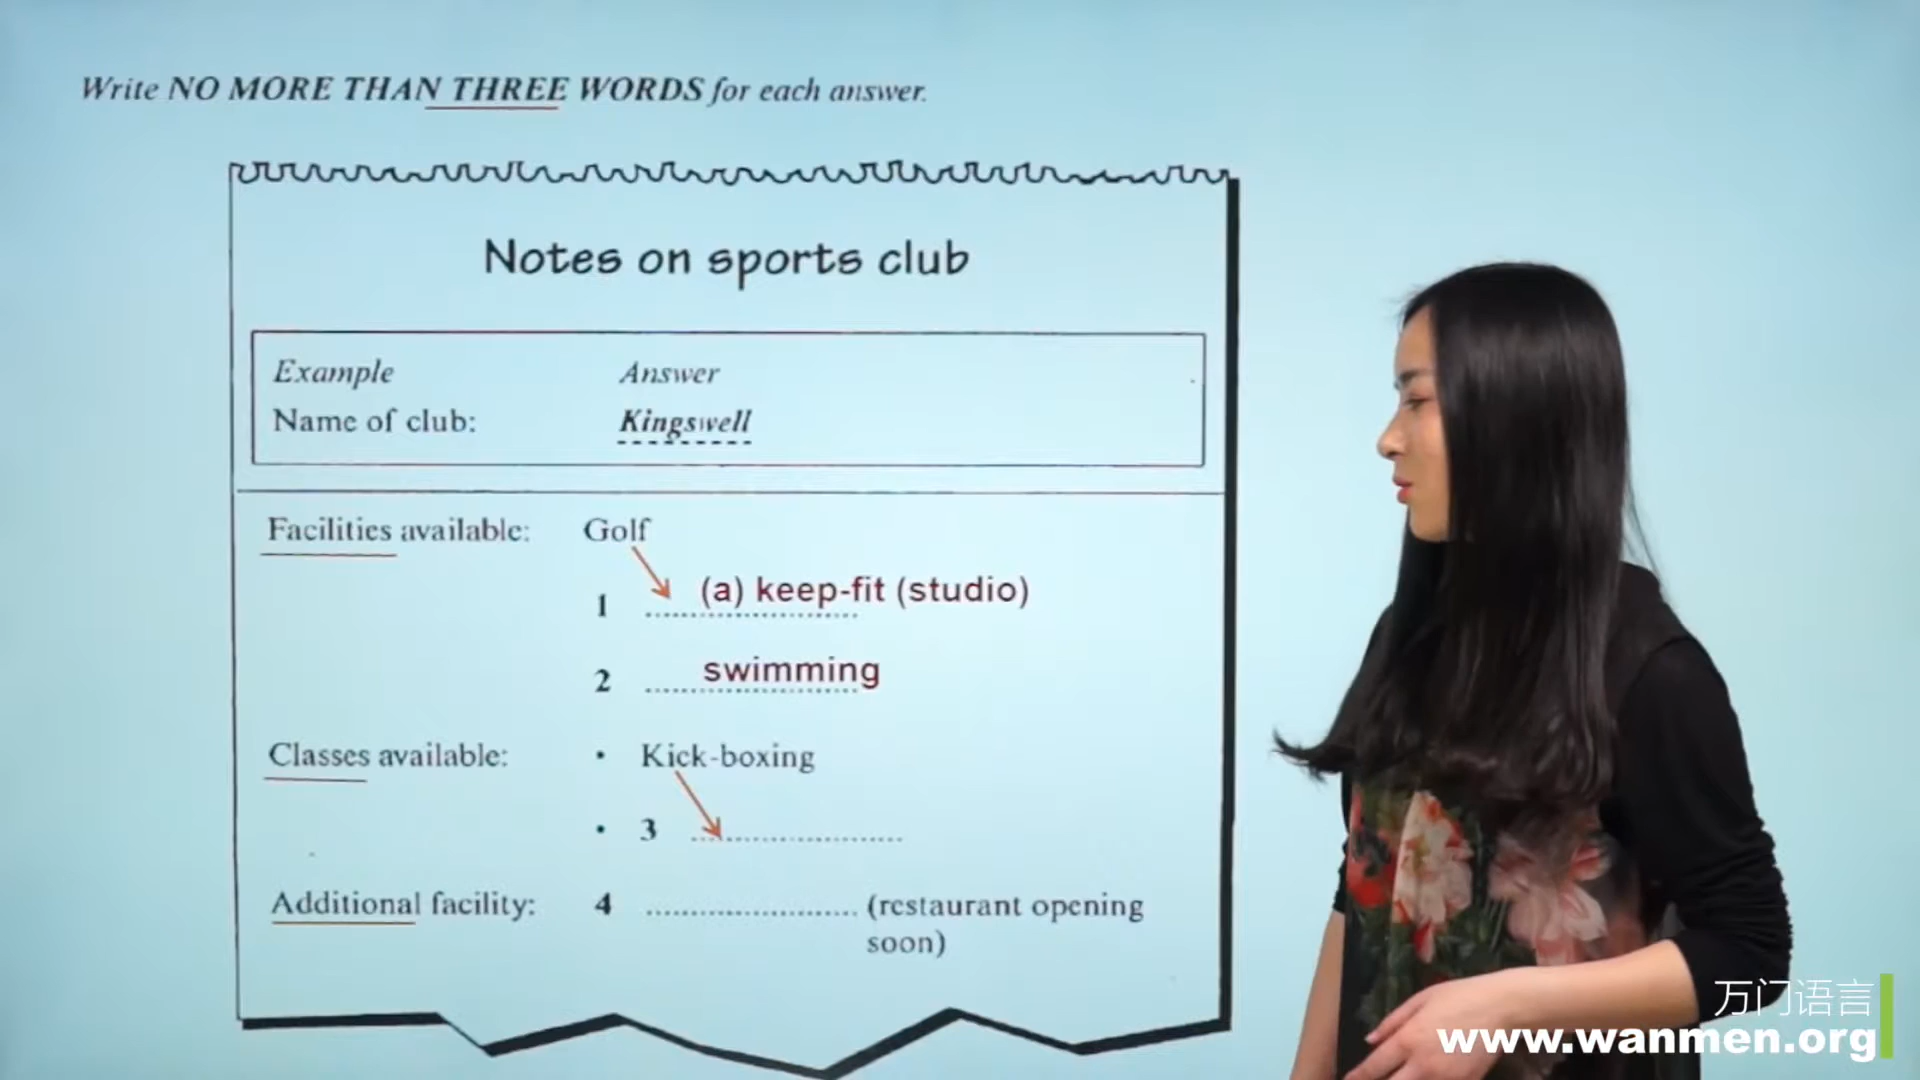 Write NO MORE THAN THREE WORDS for each answer.
Notes on sports club
Example Answer
Name of club: Kingswell
Facilities available: Golf
1 (a) keep-fit (studio)
2 swimming
Classes available: • Kick-boxing
• 3
Additional facility: 4 (restaurant opening
soon)
万门语言
www.wanmen.org